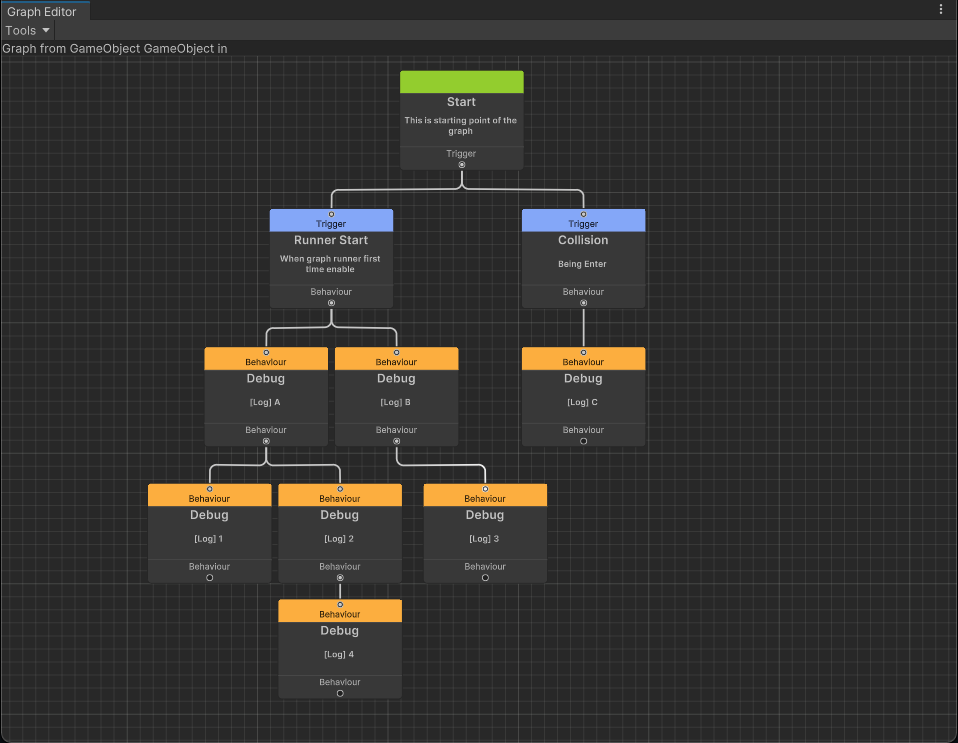 Graph Editor
Tools
Graph from GameObject GameObject in
Start
This is starting point of the
graph
Trigger
Trigger
Runner Start
When graph runner first
time enable
Behaviour
Trigger
Collision
Being Enter
Behaviour
Behaviour
Debug
[Log] A
Behaviour
Behaviour
Debug
[Log] B
Behaviour
Behaviour
Debug
[Log] C
Behaviour
Behaviour
Debug
[Log] 1
Behaviour
Behaviour
Debug
[Log] 2
Behaviour
Behaviour
Debug
[Log] 3
Behaviour
Behaviour
Debug
[Log] 4
Behaviour